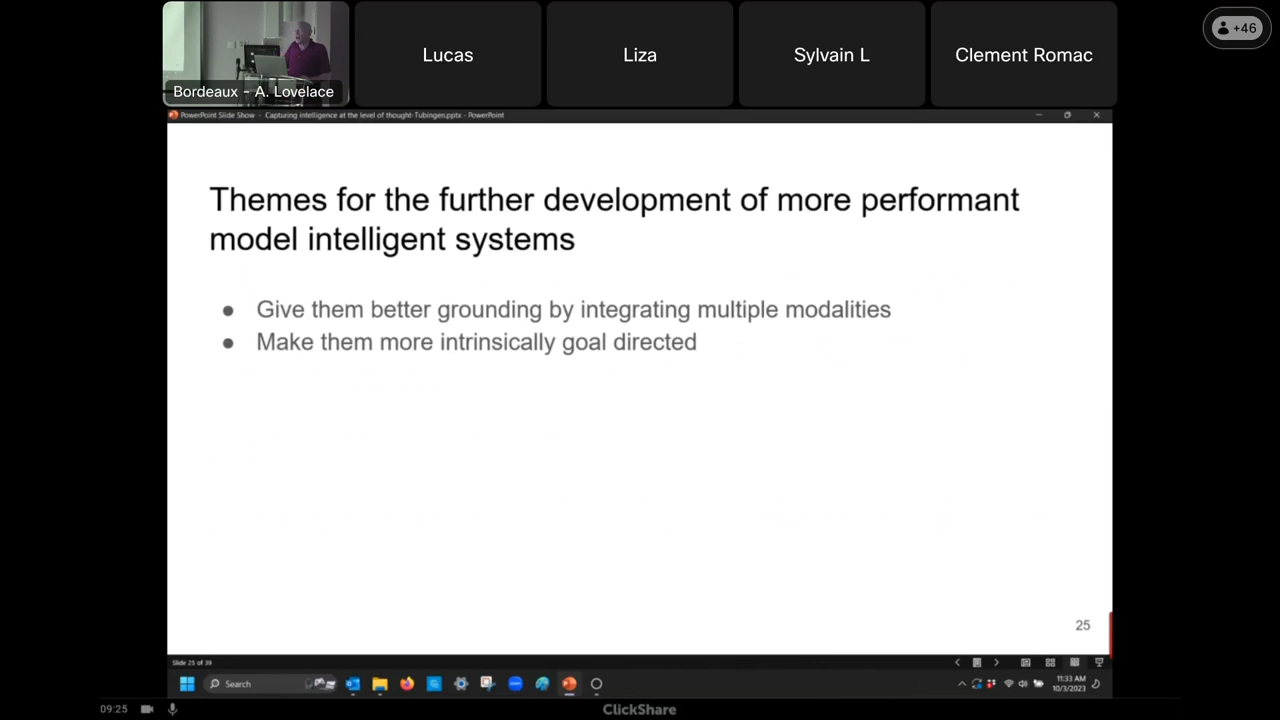 +46
Bordeaux - A. Lovelace
Lucas
Liza
Sylvain L
Clement Romac
PowerPoint Slide Show - Capturing intelligence at the level of thought-Tubingen.pptx - PowerPoint
Themes for the further development of more performant
model intelligent systems
● Give them better grounding by integrating multiple modalities
● Make them more intrinsically goal directed
25
Slide 25 of 39
Search
11:33 AM
10/3/2023
09:25
ClickShare